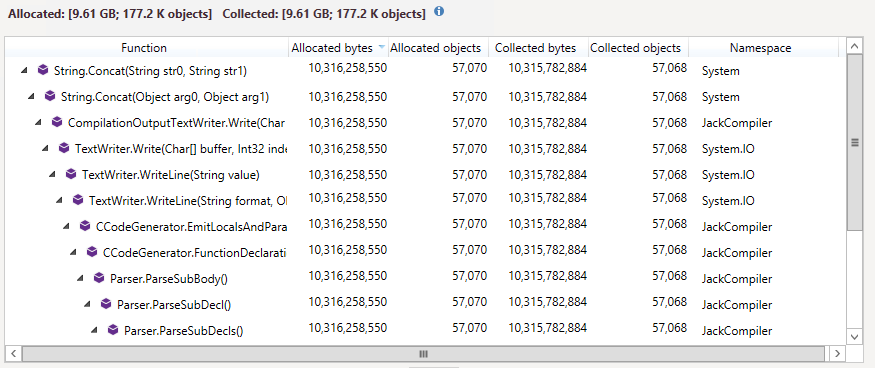 Allocated: [9.61 GB; 177.2 K objects] Collected: [9.61 GB; 177.2 K objects]
Function Allocated bytes Allocated objects Collected bytes Collected objects Namespace
String.Concat(String str0, String str1) 10,316,258,550 57,070 10,315,782,884 57,068 System
String.Concat(Object arg0, Object arg1) 10,316,258,550 57,070 10,315,782,884 57,068 System
CompilationOutputTextWriter.Write(Char 10,316,258,550 57,070 10,315,782,884 57,068 JackCompiler
TextWriter.Write(Char[] buffer, Int32 inde 10,316,258,550 57,070 10,315,782,884 57,068 System.IO
TextWriter.WriteLine(String value) 10,316,258,550 57,070 10,315,782,884 57,068 System.IO
TextWriter.WriteLine(String format, Ol 10,316,258,550 57,070 10,315,782,884 57,068 System.IO
CCodeGenerator.EmitLocalsAndPara 10,316,258,550 57,070 10,315,782,884 57,068 JackCompiler
CCodeGenerator.FunctionDeclarati 10,316,258,550 57,070 10,315,782,884 57,068 JackCompiler
Parser.ParseSubBody() 10,316,258,550 57,070 10,315,782,884 57,068 JackCompiler
Parser.ParseSubDecl() 10,316,258,550 57,070 10,315,782,884 57,068 JackCompiler
Parser.ParseSubDecls() 10,316,258,550 57,070 10,315,782,884 57,068 JackCompiler